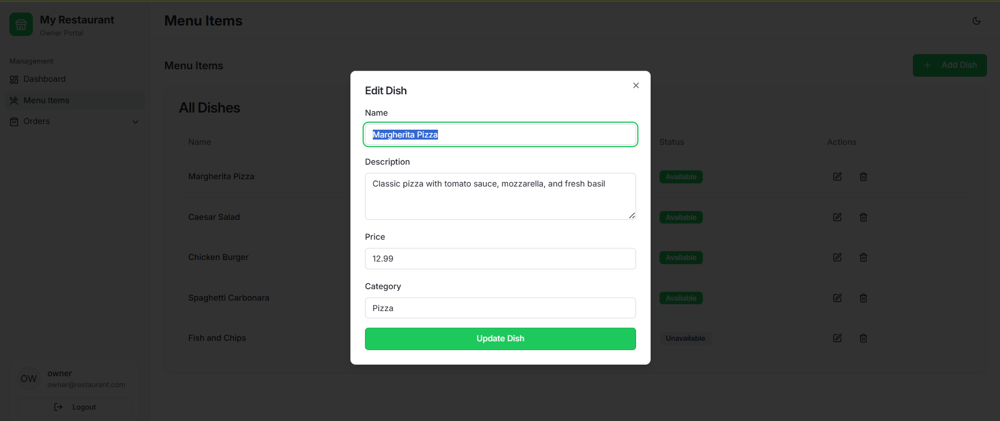 My Restaurant
Owner Portal
Management
Dashboard
Menu Items
Orders
OW
owner
owner@restaurant.com
Logout
Menu Items
Menu Items
Add Dish
All Dishes
Name
Status
Actions
Margherita Pizza
Available
Caesar Salad
Available
Chicken Burger
Available
Spaghetti Carbonara
Available
Fish and Chips
Unavailable
Edit Dish
Name
Margherita Pizza
Description
Classic pizza with tomato sauce, mozzarella, and fresh basil
Price
12.99
Category
Pizza
Update Dish